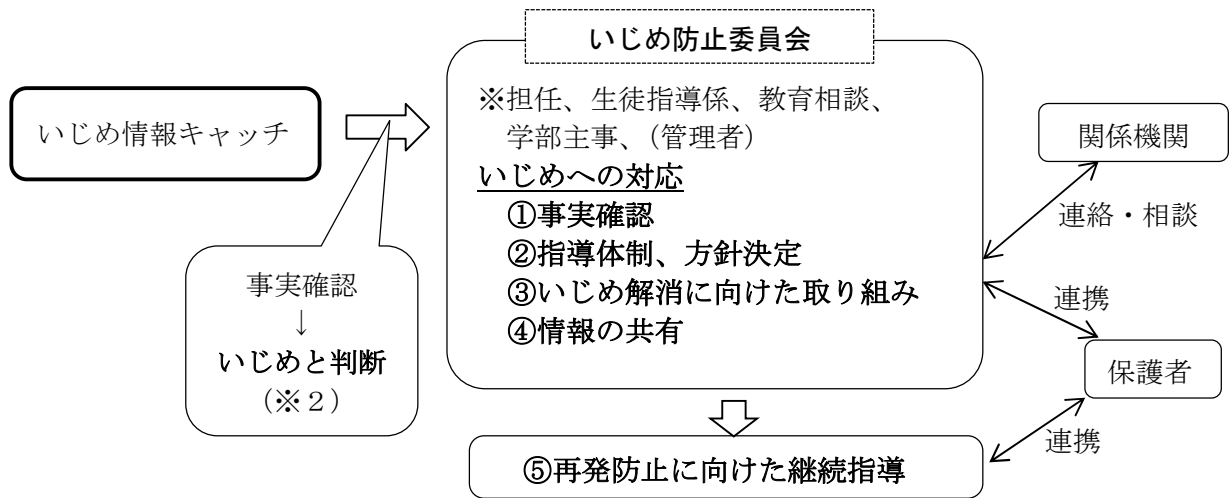 いじめ防止委員会
いじめ情報キャッチ
事実確認
↓
いじめと判断
(※2)
※担任、生徒指導係、教育相談、
学部主事、(管理者)
いじめへの対応
①事実確認
②指導体制、方針決定
③いじめ解消に向けた取り組み
④情報の共有
関係機関
連絡・相談
連携
保護者
連携
⑤再発防止に向けた継続指導